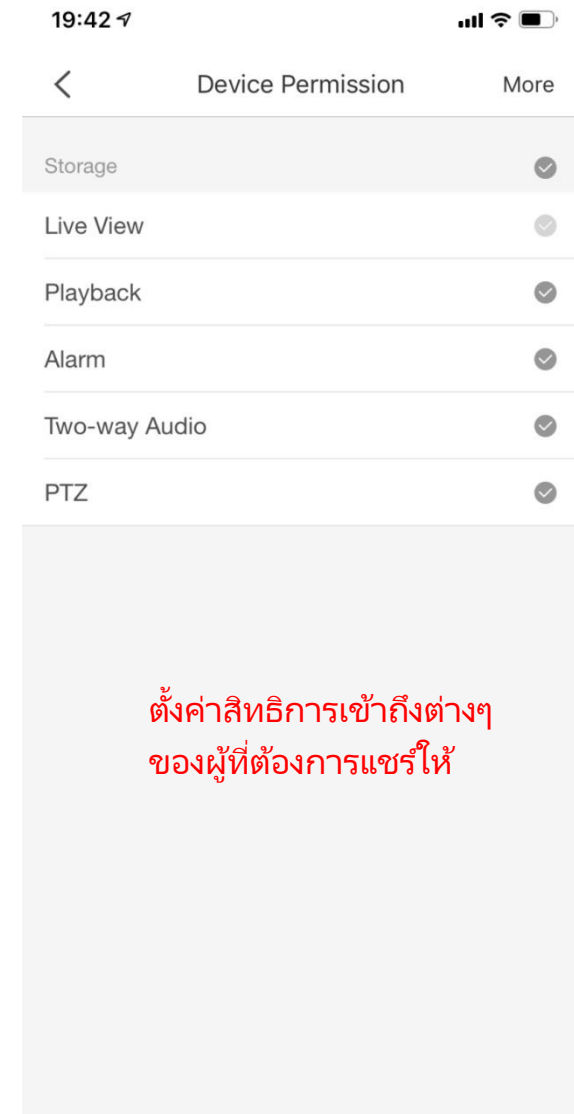 19:42
Device Permission More
Storage
Live View
Playback
Alarm
Two-way Audio
PTZ
ตั้งค่าสิทธิการเข้าถึงต่างๆ
ของผู้ที่ต้องการแชร์ให้